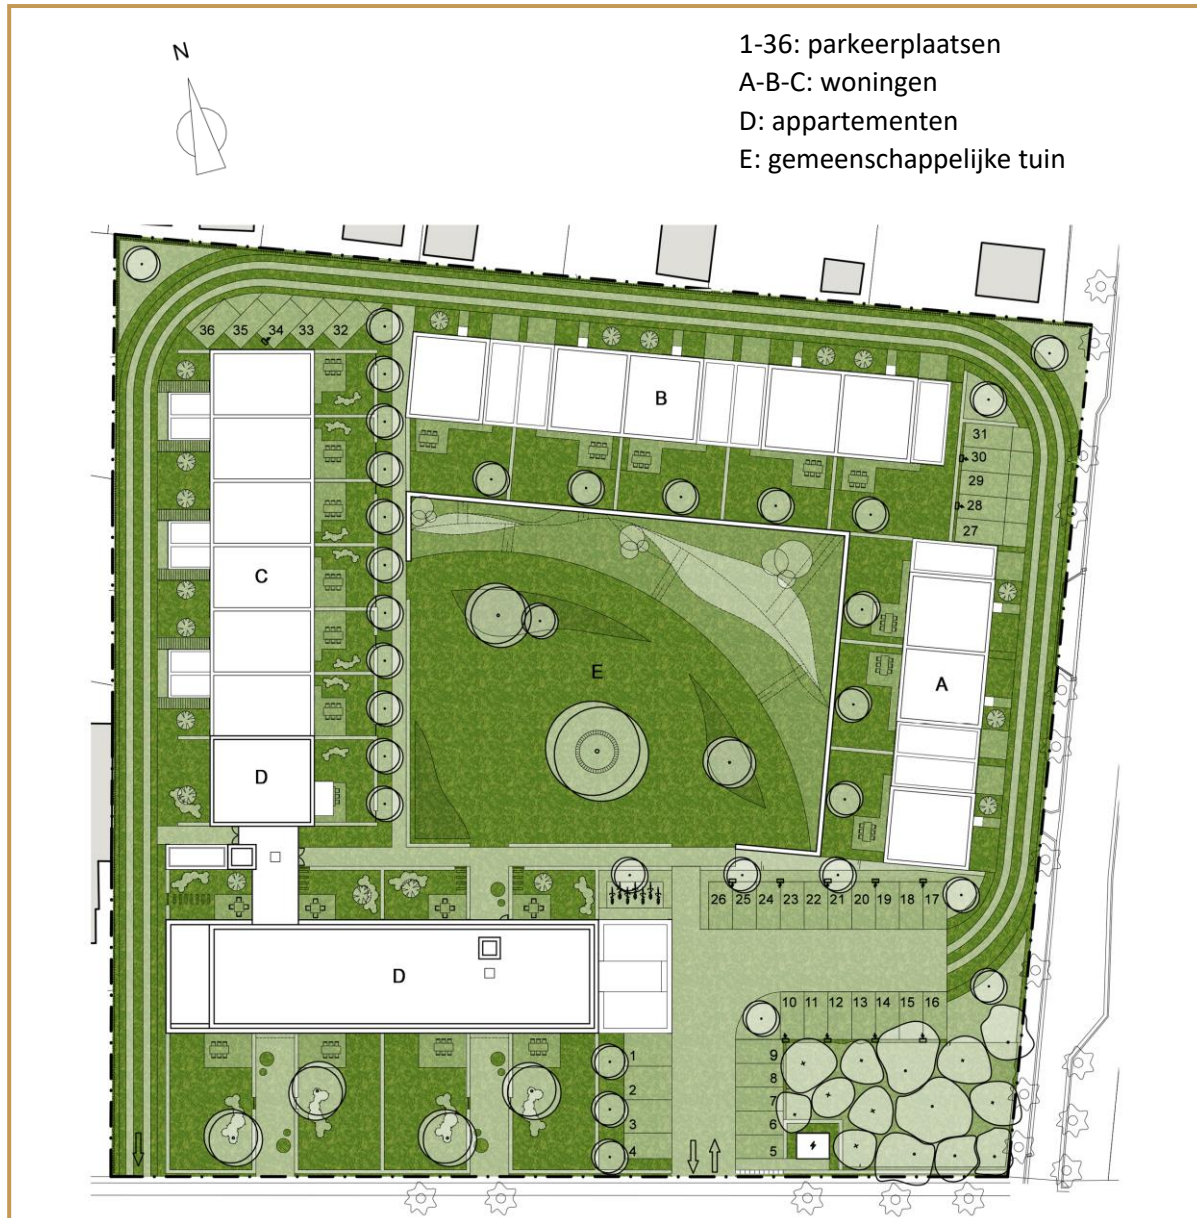 N
1-36: parkeerplaatsen
A-B-C: woningen
D: appartementen
E: gemeenschappelijke tuin
36 35 34 33 32
B
31
30
29
28
27
C
E
A
D
26 25 24 23 22 21 20 19 18 17
D
10 11 12 13 14 15 16
1
2
3
4
9
8
7
6
5